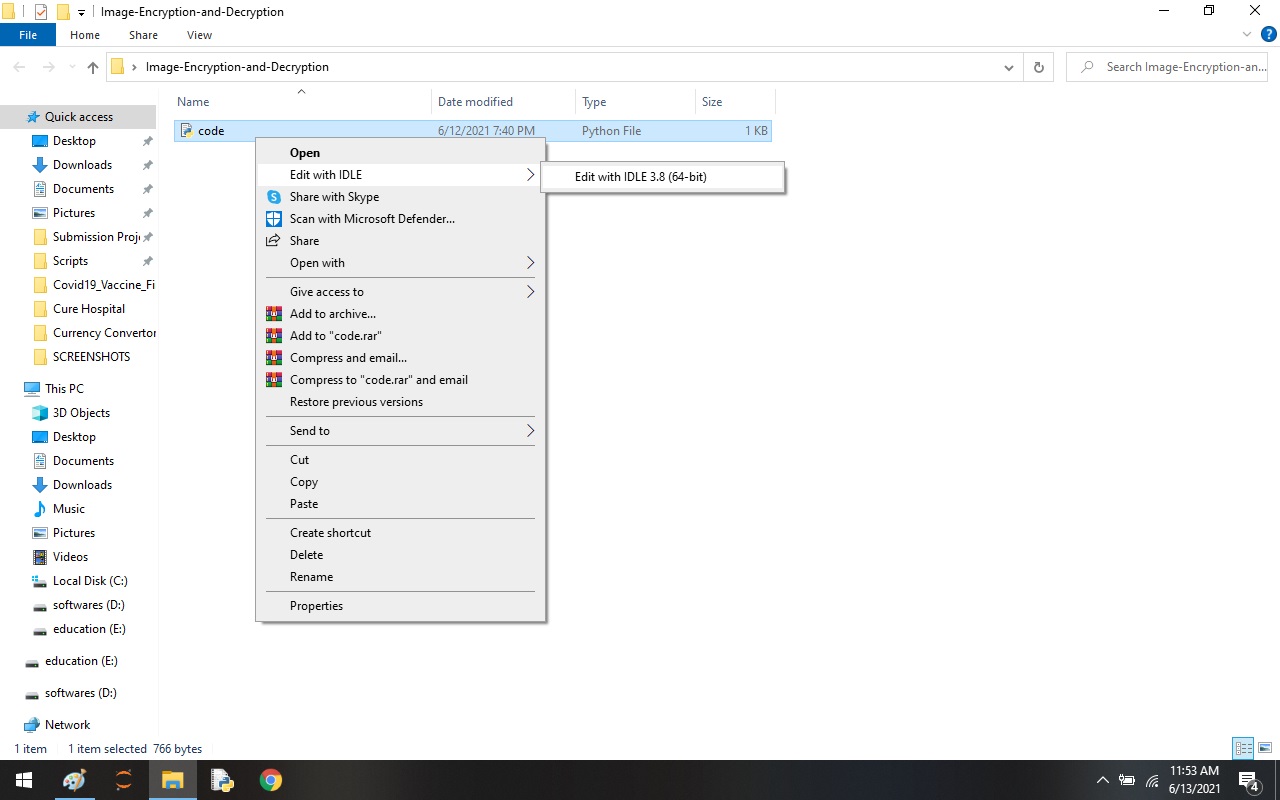 Image-Encryption-and-Decryption
File Home Share View
Image-Encryption-and-Decryption
Search Image-Encryption-an...
Name Date modified Type Size
code 6/12/2021 7:40 PM Python File 1 KB
Quick access
Desktop
Downloads
Documents
Pictures
Submission Proj
Scripts
Covid19_Vaccine_Fi
Cure Hospital
Currency Convertor
SCREENSHOTS
This PC
3D Objects
Desktop
Documents
Downloads
Music
Pictures
Videos
Local Disk (C:)
softwares (D:)
education (E:)
education (E:)
softwares (D:)
Network
Open
Edit with IDLE
Share with Skype
Scan with Microsoft Defender...
Share
Open with
Give access to
Add to archive...
Add to "code.rar"
Compress and email...
Compress to "code.rar" and email
Restore previous versions
Send to
Cut
Copy
Paste
Create shortcut
Delete
Rename
Properties
Edit with IDLE 3.8 (64-bit)
1 item 1 item selected 766 bytes
11:53 AM
6/13/2021
4